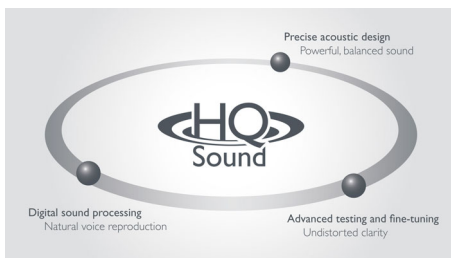 Precise acoustic design
Powerful, balanced sound
HQ
Sound
Digital sound processing
Natural voice reproduction
Advanced testing and fine-tuning
Undistorted clarity